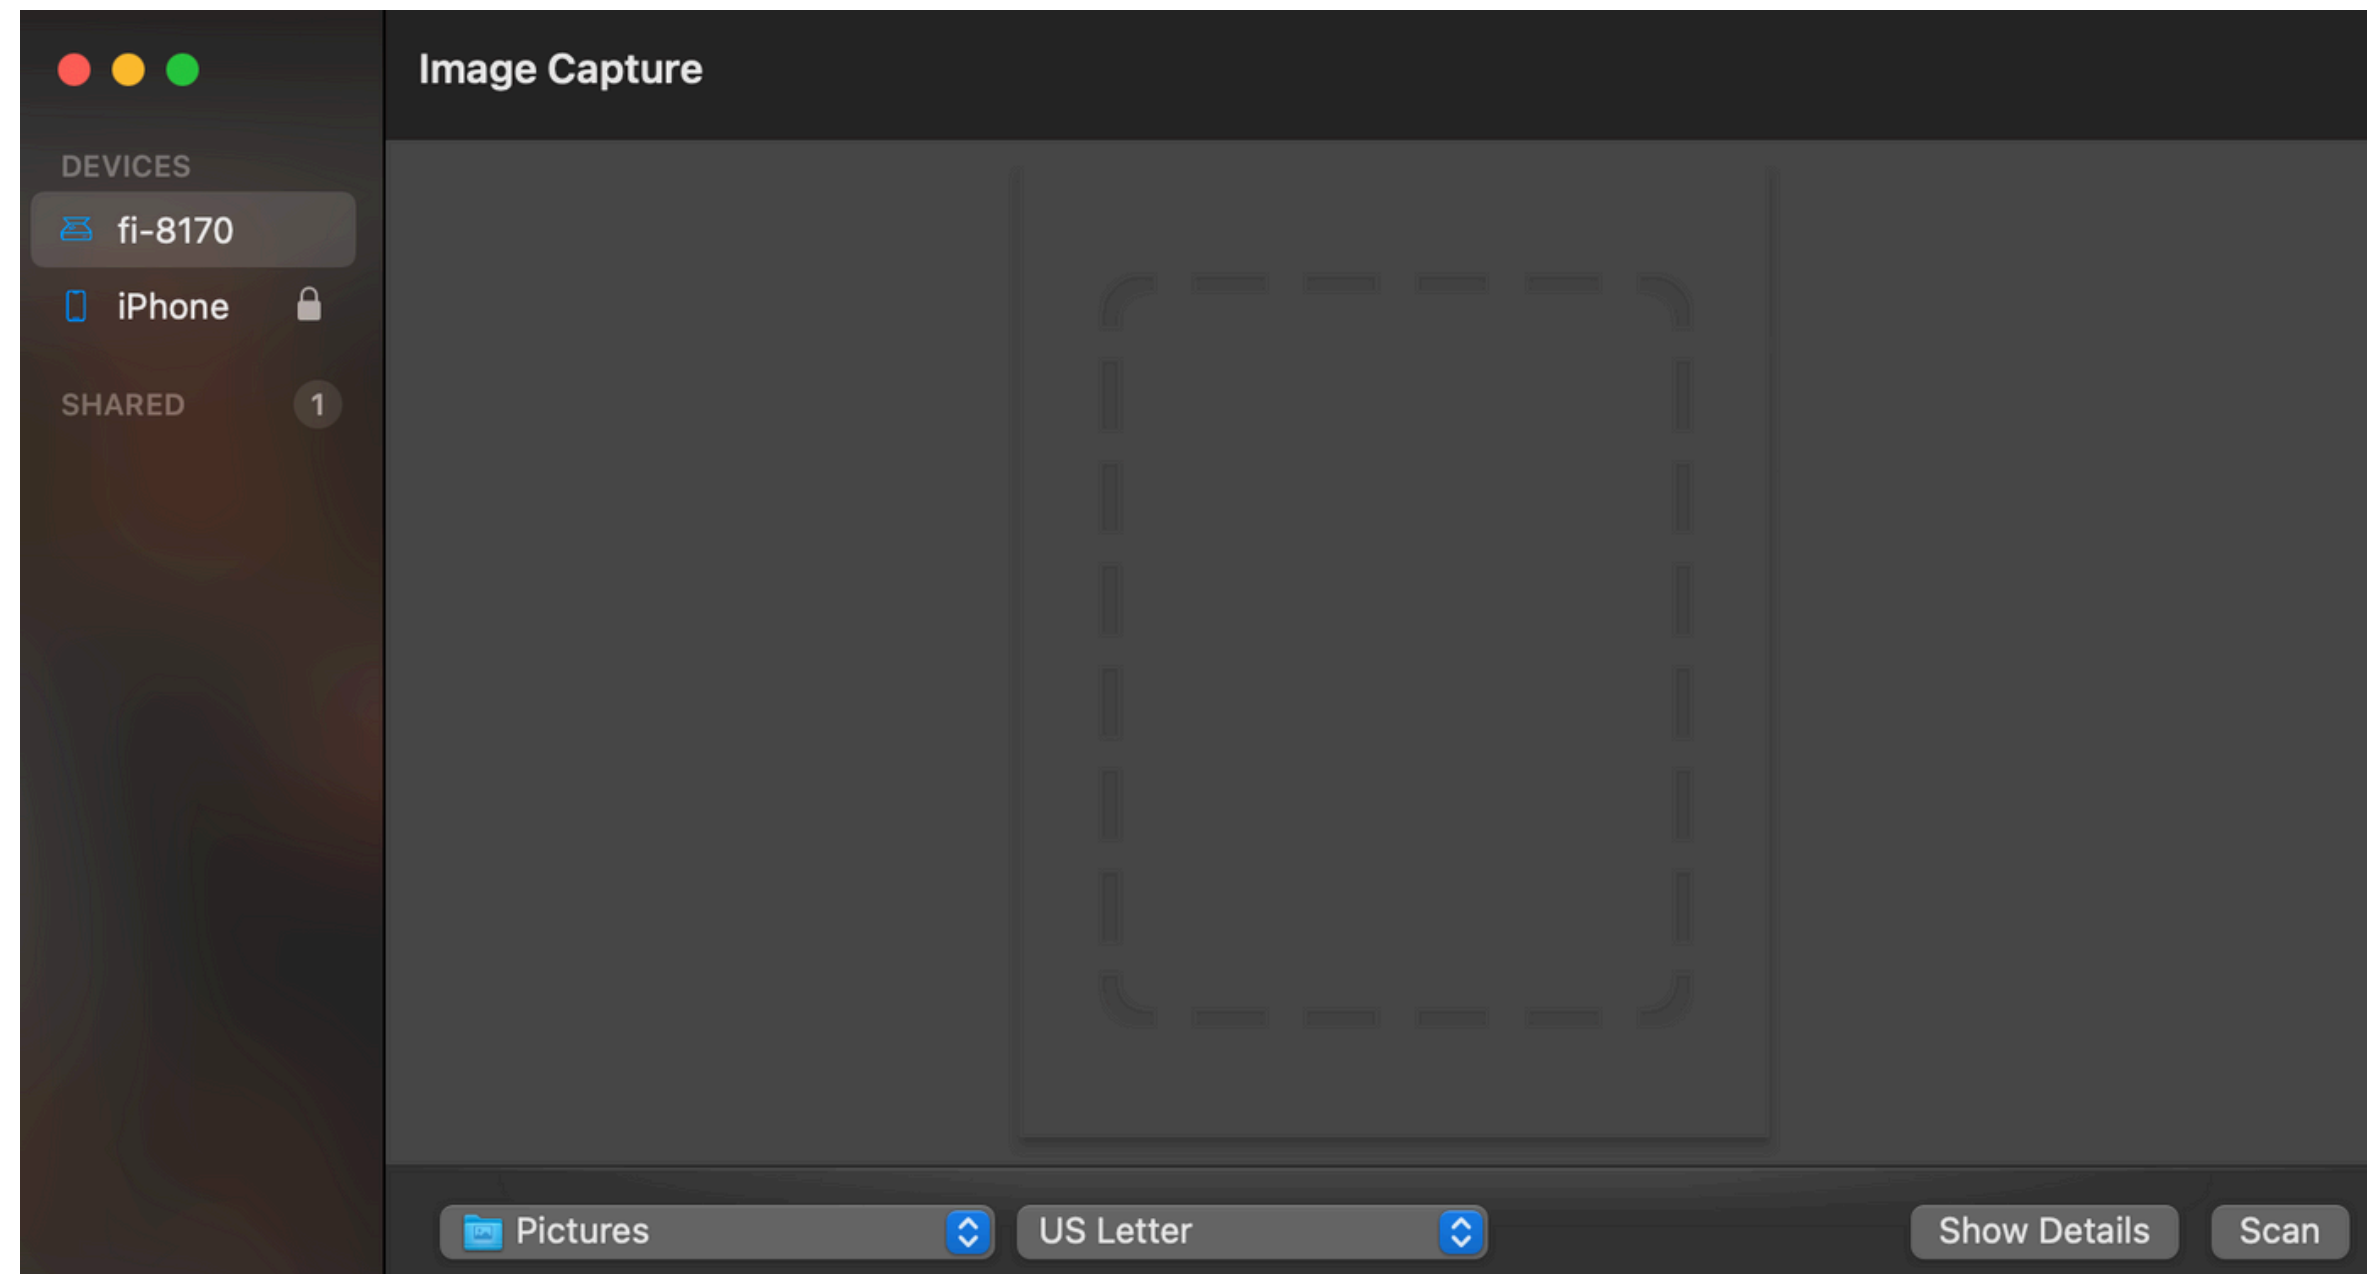 Image Capture
DEVICES
fi-8170
iPhone
SHARED 1
Pictures US Letter Show Details Scan